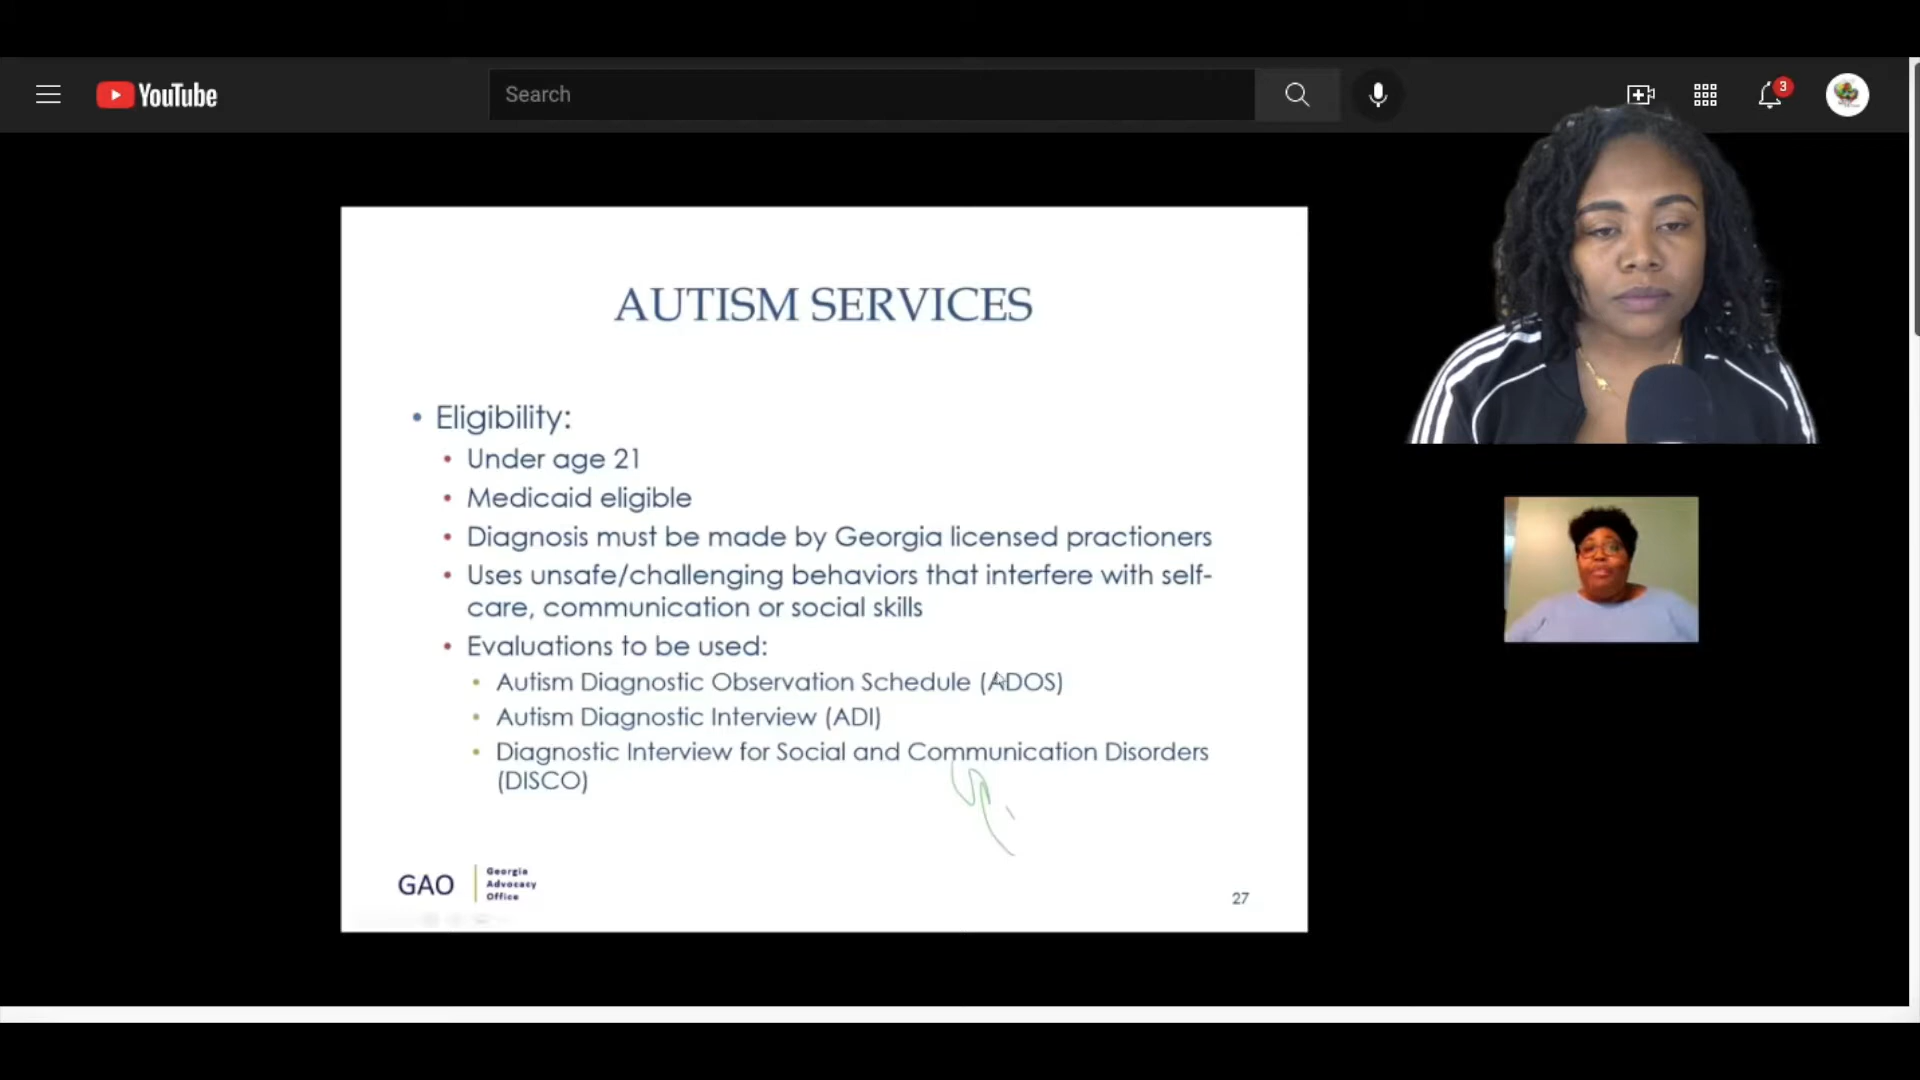 YouTube
Search
3
AUTISM SERVICES
• Eligibility:
• Under age 21
• Medicaid eligible
• Diagnosis must be made by Georgia licensed practioners
• Uses unsafe/challenging behaviors that interfere with self-
care, communication or social skills
• Evaluations to be used:
• Autism Diagnostic Observation Schedule (ADOS)
• Autism Diagnostic Interview (ADI)
• Diagnostic Interview for Social and Communication Disorders
(DISCO)
GAO
Georgia
Advocacy
Office
27